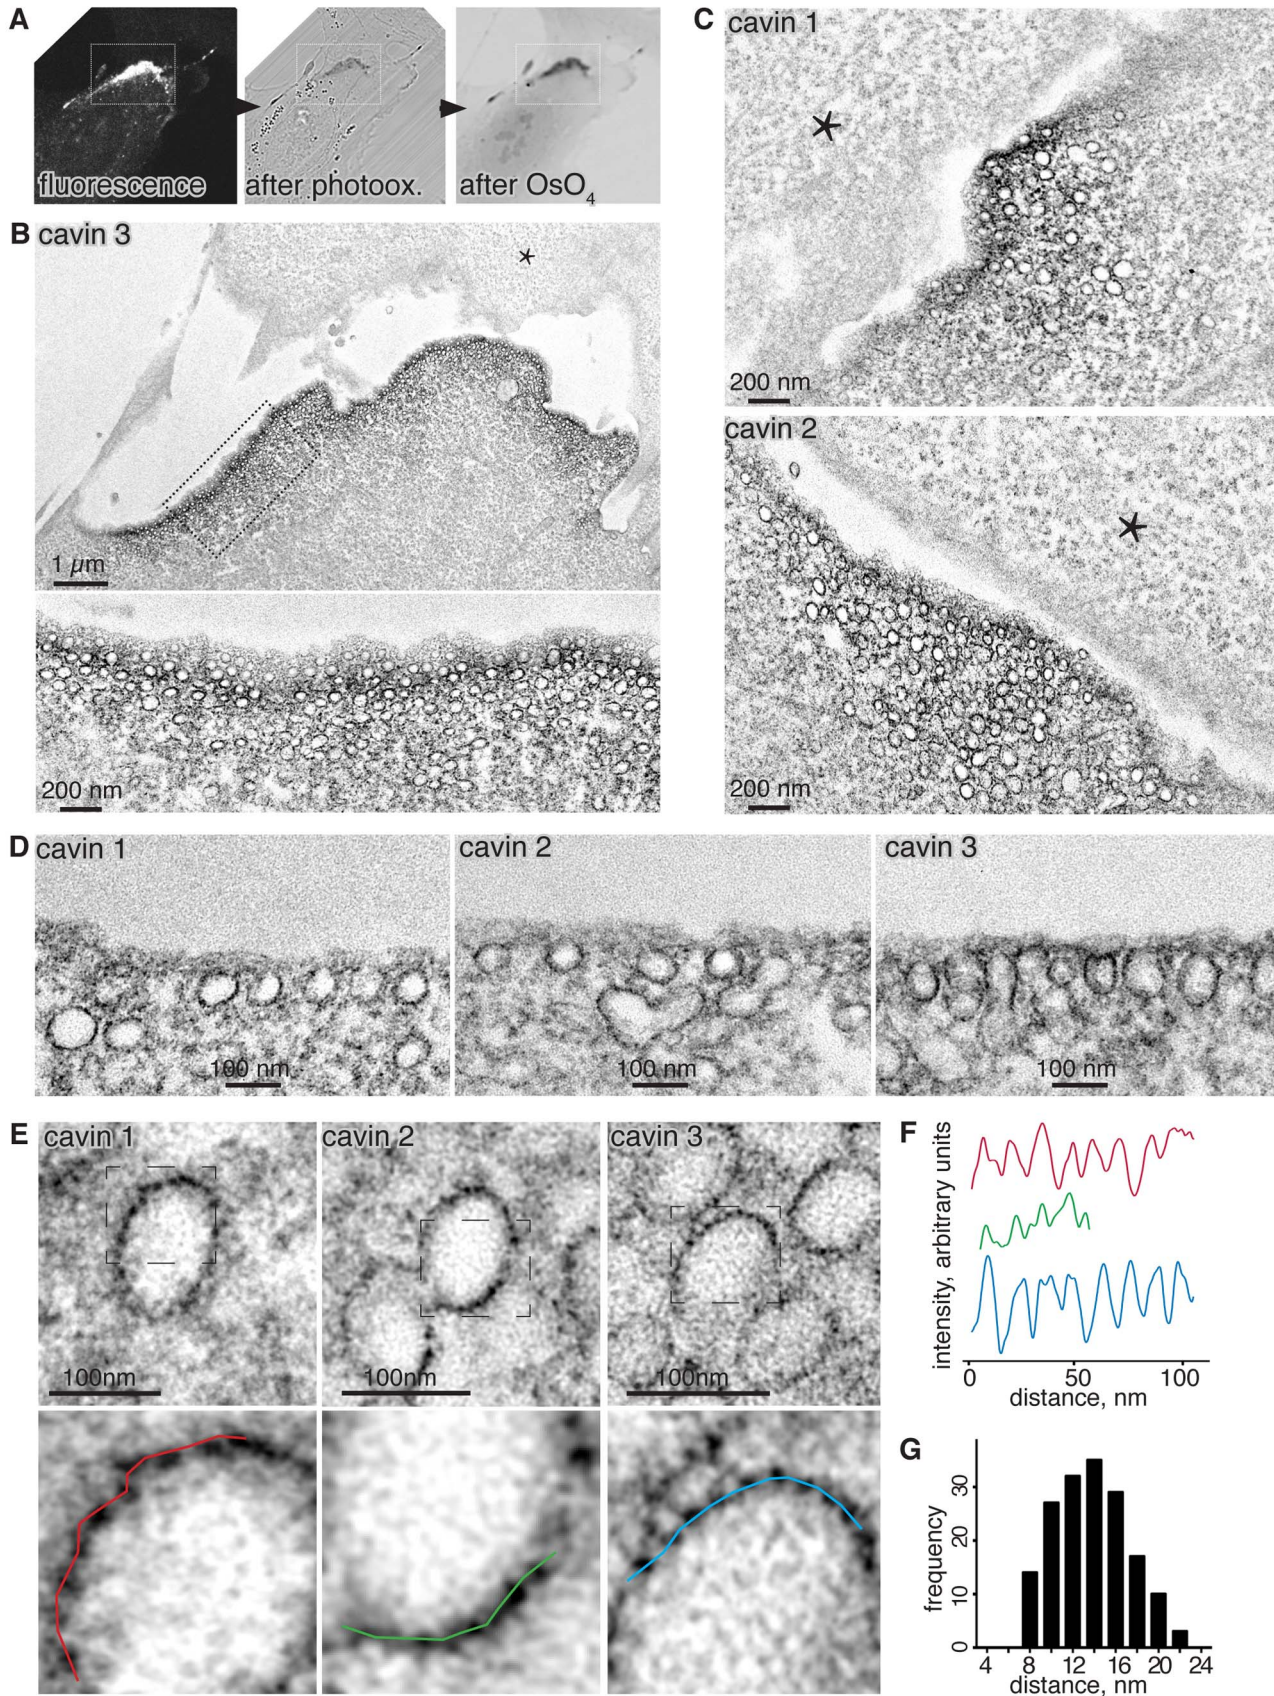 A
fluorescence
after photoox.
after OsO4
B cavin 3
1 µm
200 nm
C
cavin 1
200 nm
cavin 2
200 nm
D cavin 1
100 nm
cavin 2
100 nm
cavin 3
100 nm
E
cavin 1
100nm
cavin 2
100nm
cavin 3
100nm
F
intensity, arbitrary units
0 50 100
distance, nm
G
frequency
0 10 20 30
4 8 12 16 20 24
distance, nm